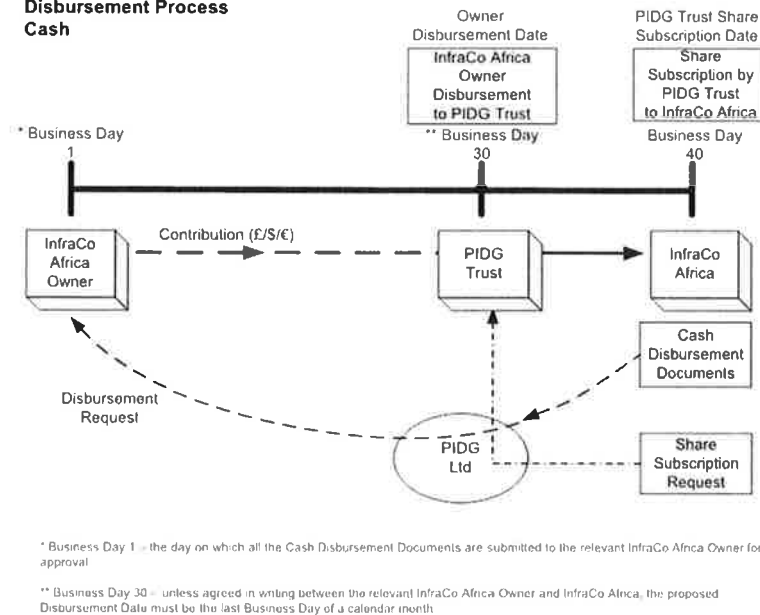 Disbursement Process
Cash
Owner
Disbursement Date
PIDG Trust Share
Subscription Date
InfraCo Africa
Owner
Disbursement
to PIDG Trust
Share
Subscription by
PIDG Trust
to InfraCo Africa
* Business Day
1
** Business Day
30
Business Day
40
InfraCo
Africa
Owner
Contribution (£/$/€)
PIDG
Trust
InfraCo
Africa
Cash
Disbursement
Documents
Disbursement
Request
PIDG
Ltd
Share
Subscription
Request
* Business Day 1 = the day on which all the Cash Disbursement Documents are submitted to the relevant InfraCo Africa Owner for
approval
** Business Day 30 = unless agreed in writing between the relevant InfraCo Africa Owner and InfraCo Africa, the proposed
Disbursement Date must be the last Business Day of a calendar month